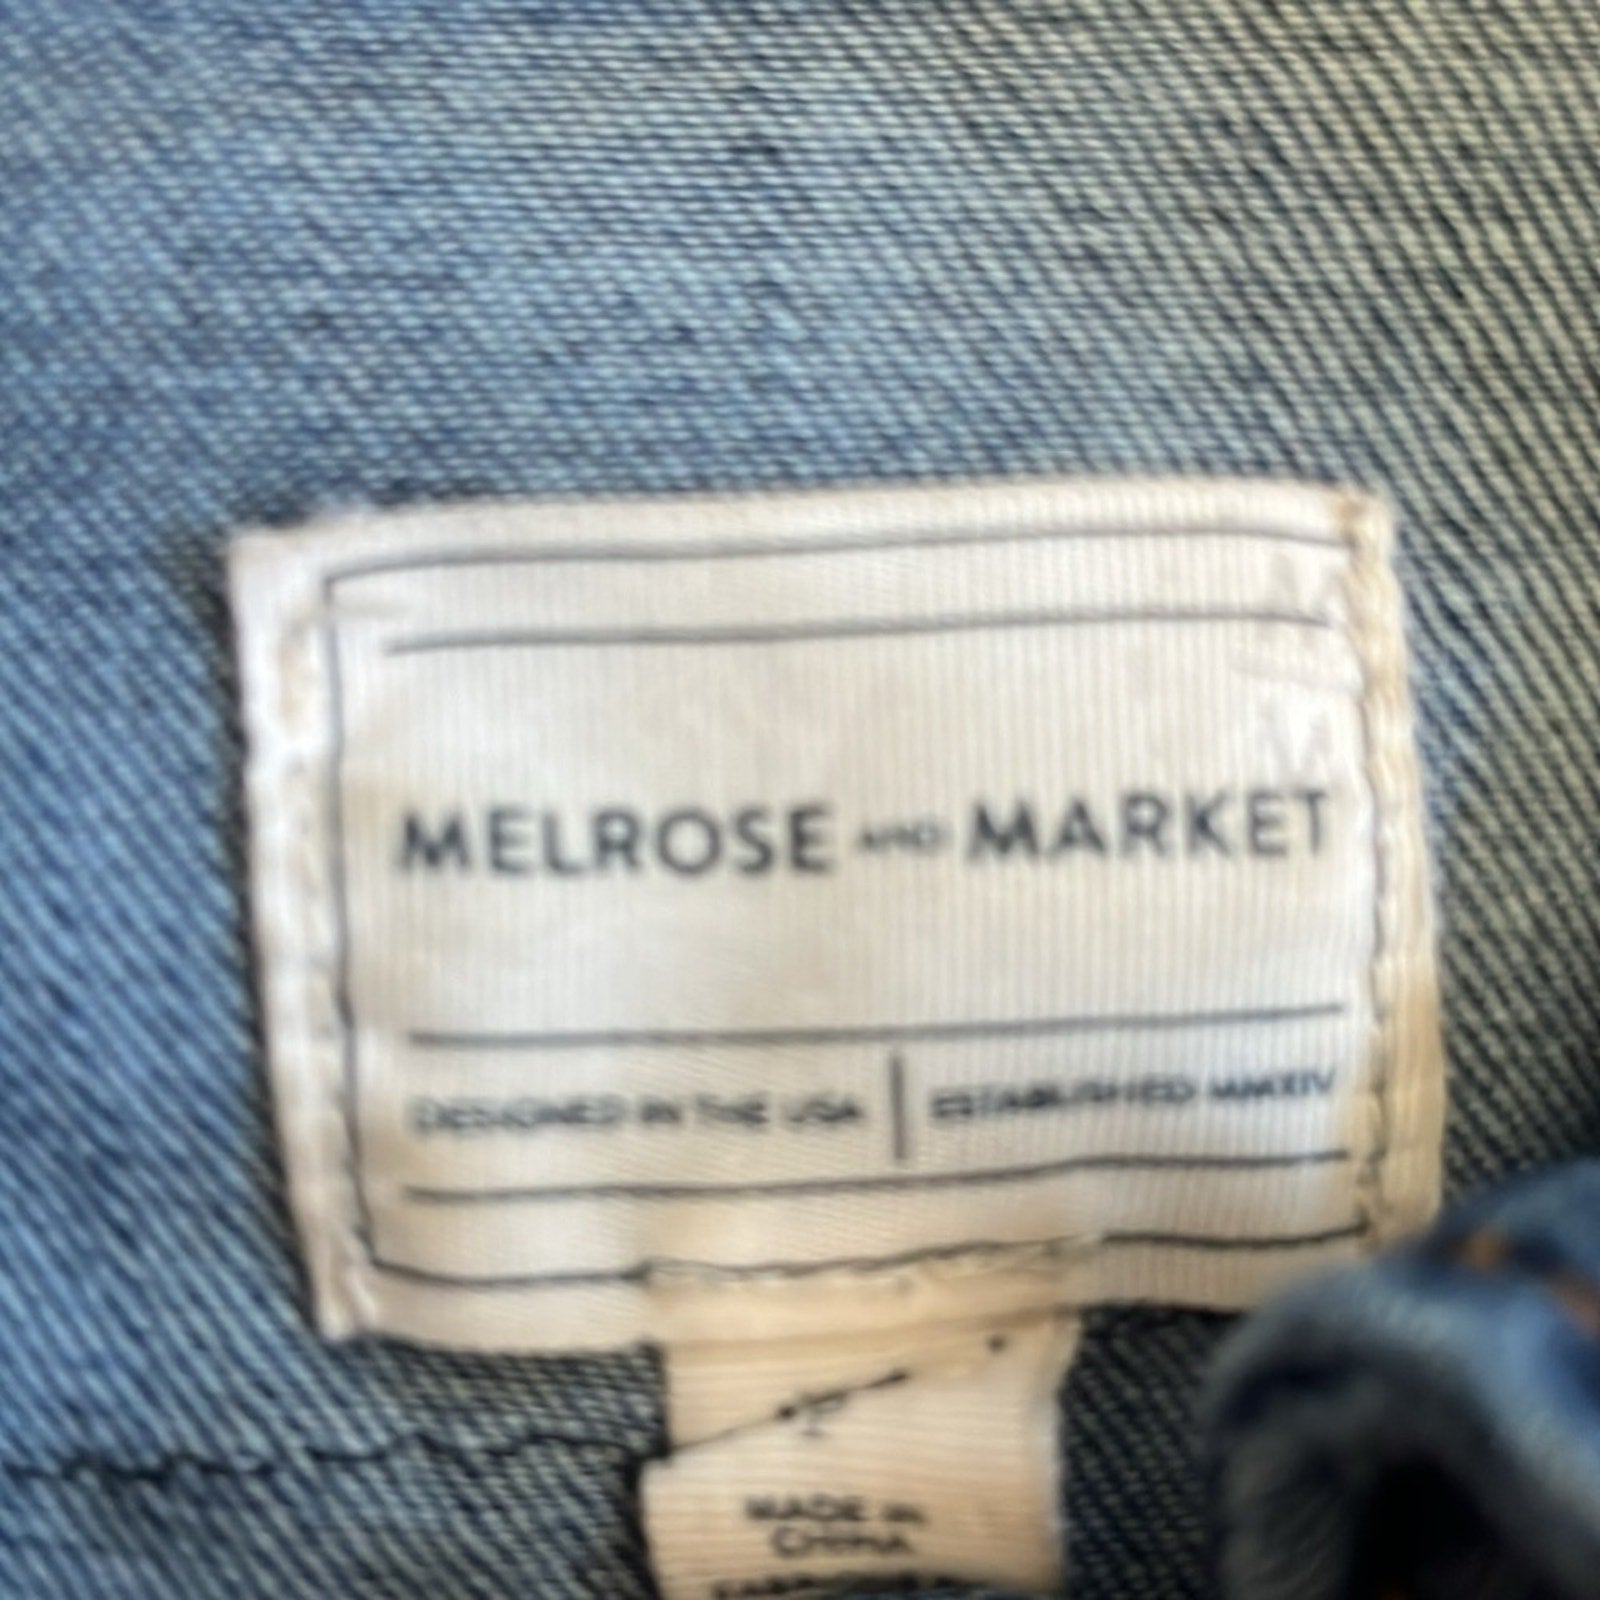 MELROSE AND MARKET
DESIGNED IN THE USA | ESTABLISHED MMXIV
MADE IN
CHINA